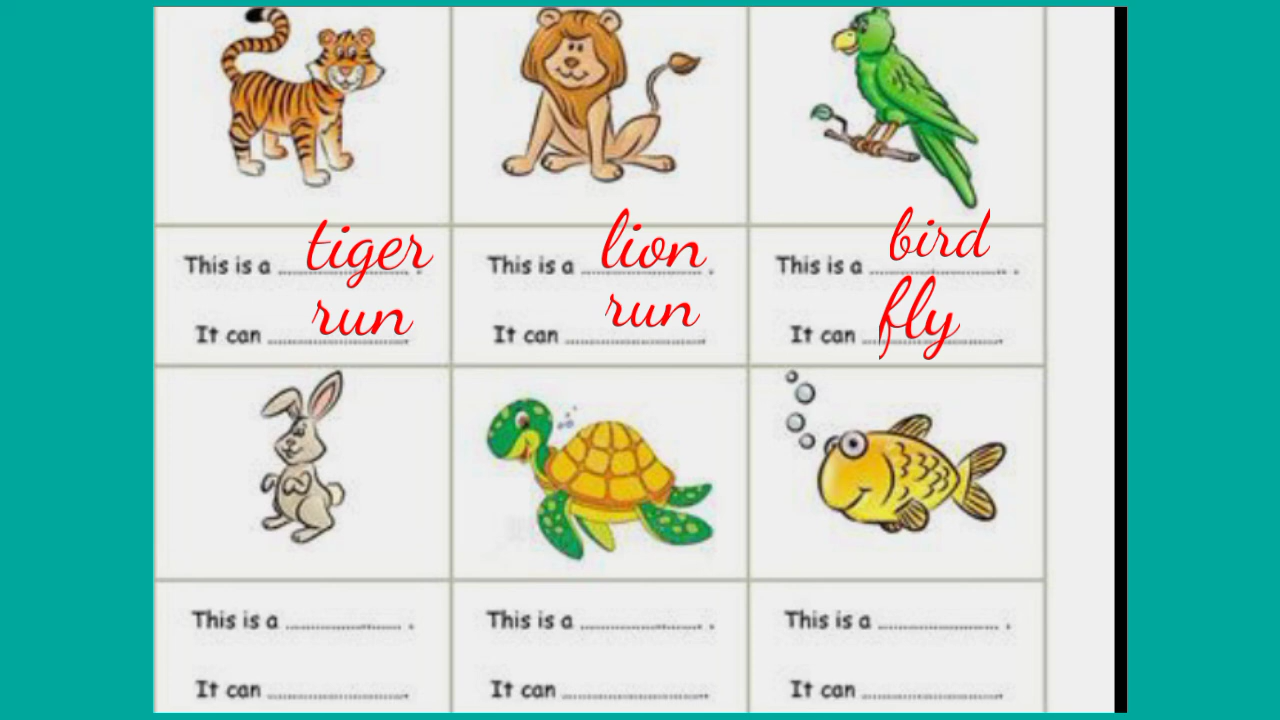 This is a tiger .
It can run .
This is a lion .
It can run .
This is a bird .
It can fly .
This is a .................... .
It can ........................
This is a .................... .
It can ........................
This is a .................... .
It can ........................